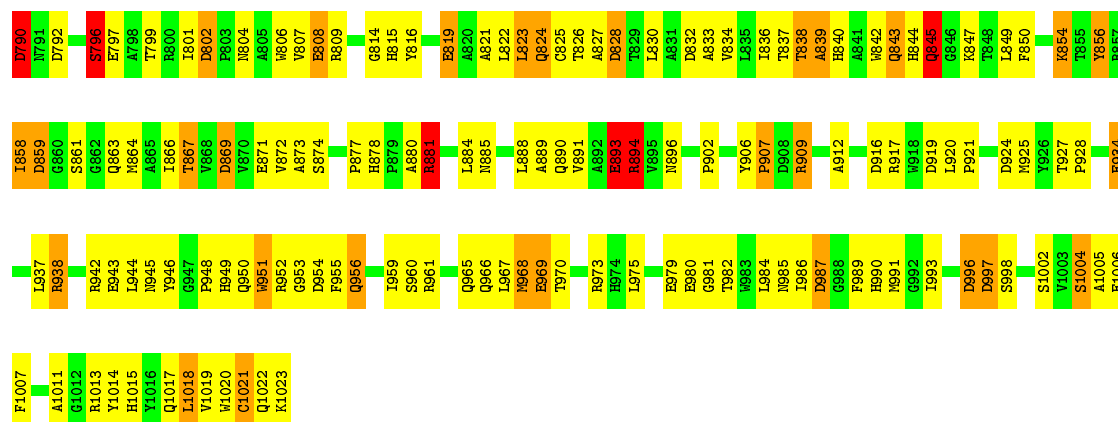 D790 N791 D792 S796 E797 A798 T799 R800 I801 D802 P803 N804 A805 W806 V807 E808 R809 G814 H815 Y816 E819 A820 A821 L822 L823 Q824 C825 T826 A827 D828 T829 L830 A831 D832 A833 V834 L835 I836 T837 T838 A839 H840 A841 W842 Q843 H844 Q845 G846 K847 T848 L849 F850 K854 T855 Y856
I858 D859 G860 S861 G862 Q863 M864 A865 I866 T867 V868 D869 V870 E871 V872 A873 S874 P877 H878 P879 A880 R881 L884 N885 L888 A889 Q890 V891 A892 E893 R894 V895 N896 P902 Y906 P907 D908 R909 A912 D916 R917 W918 D919 L920 P921 D924 M925 Y926 T927 P928
L937 R938 R942 E943 L944 N945 Y946 G947 P948 H949 Q950 W951 R952 G953 D954 F955 Q956 I959 S960 R961 Q965 Q966 L967 M968 E969 T970 R973 H974 L975 E979 E980 G981 T982 W983 L984 N985 I986 D987 G988 F989 H990 M991 G992 I993 D996 D997 S998 S1002 V1003 S1004 A1005
F1007 A1011 G1012 R1013 Y1014 H1015 Y1016 Q1017 L1018 V1019 W1020 C1021 Q1022 K1023